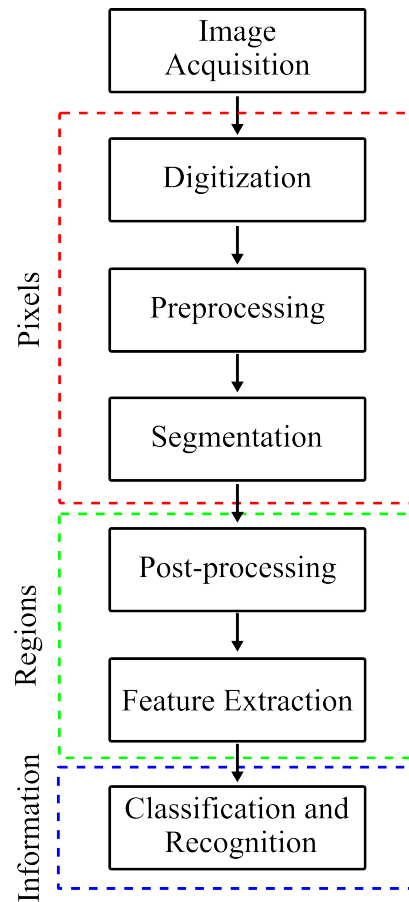 Image
Acquisition
Digitization
Pixels
Preprocessing
Segmentation
Post-processing
Regions
Feature Extraction
Information
Classification and
Recognition